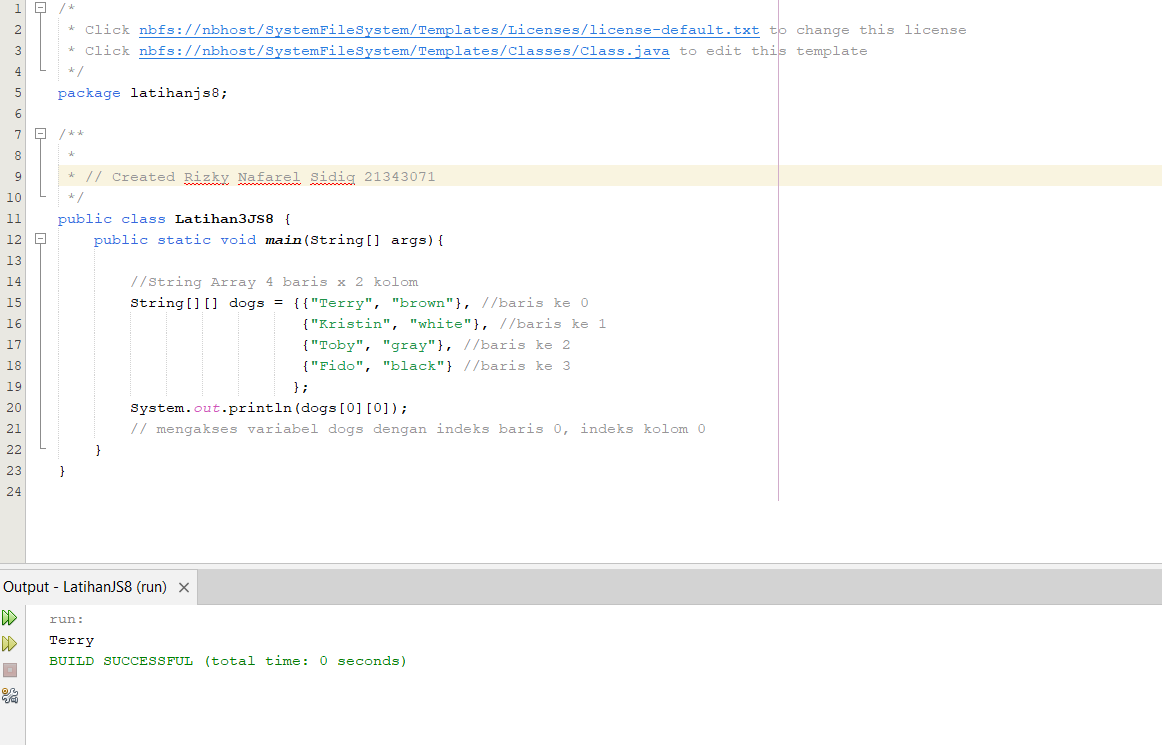 1 /*
2 * Click nbfs://nbhost/SystemFileSystem/Templates/Licenses/license-default.txt to change this license
3 * Click nbfs://nbhost/SystemFileSystem/Templates/Classes/Class.java to edit this template
4 */
5 package latihanjs8;
6
7 /**
8 *
9 * // Created Rizky Nafarel Sidiq 21343071
10 */
11 public class Latihan3JS8 {
12 public static void main(String[] args){
13
14 //String Array 4 baris x 2 kolom
15 String[][] dogs = {{"Terry", "brown"}, //baris ke 0
16 {"Kristin", "white"}, //baris ke 1
17 {"Toby", "gray"}, //baris ke 2
18 {"Fido", "black"} //baris ke 3
19 };
20 System.out.println(dogs[0][0]);
21 // mengakses variabel dogs dengan indeks baris 0, indeks kolom 0
22 }
23 }
24
Output - LatihanJS8 (run) ×
run:
Terry
BUILD SUCCESSFUL (total time: 0 seconds)